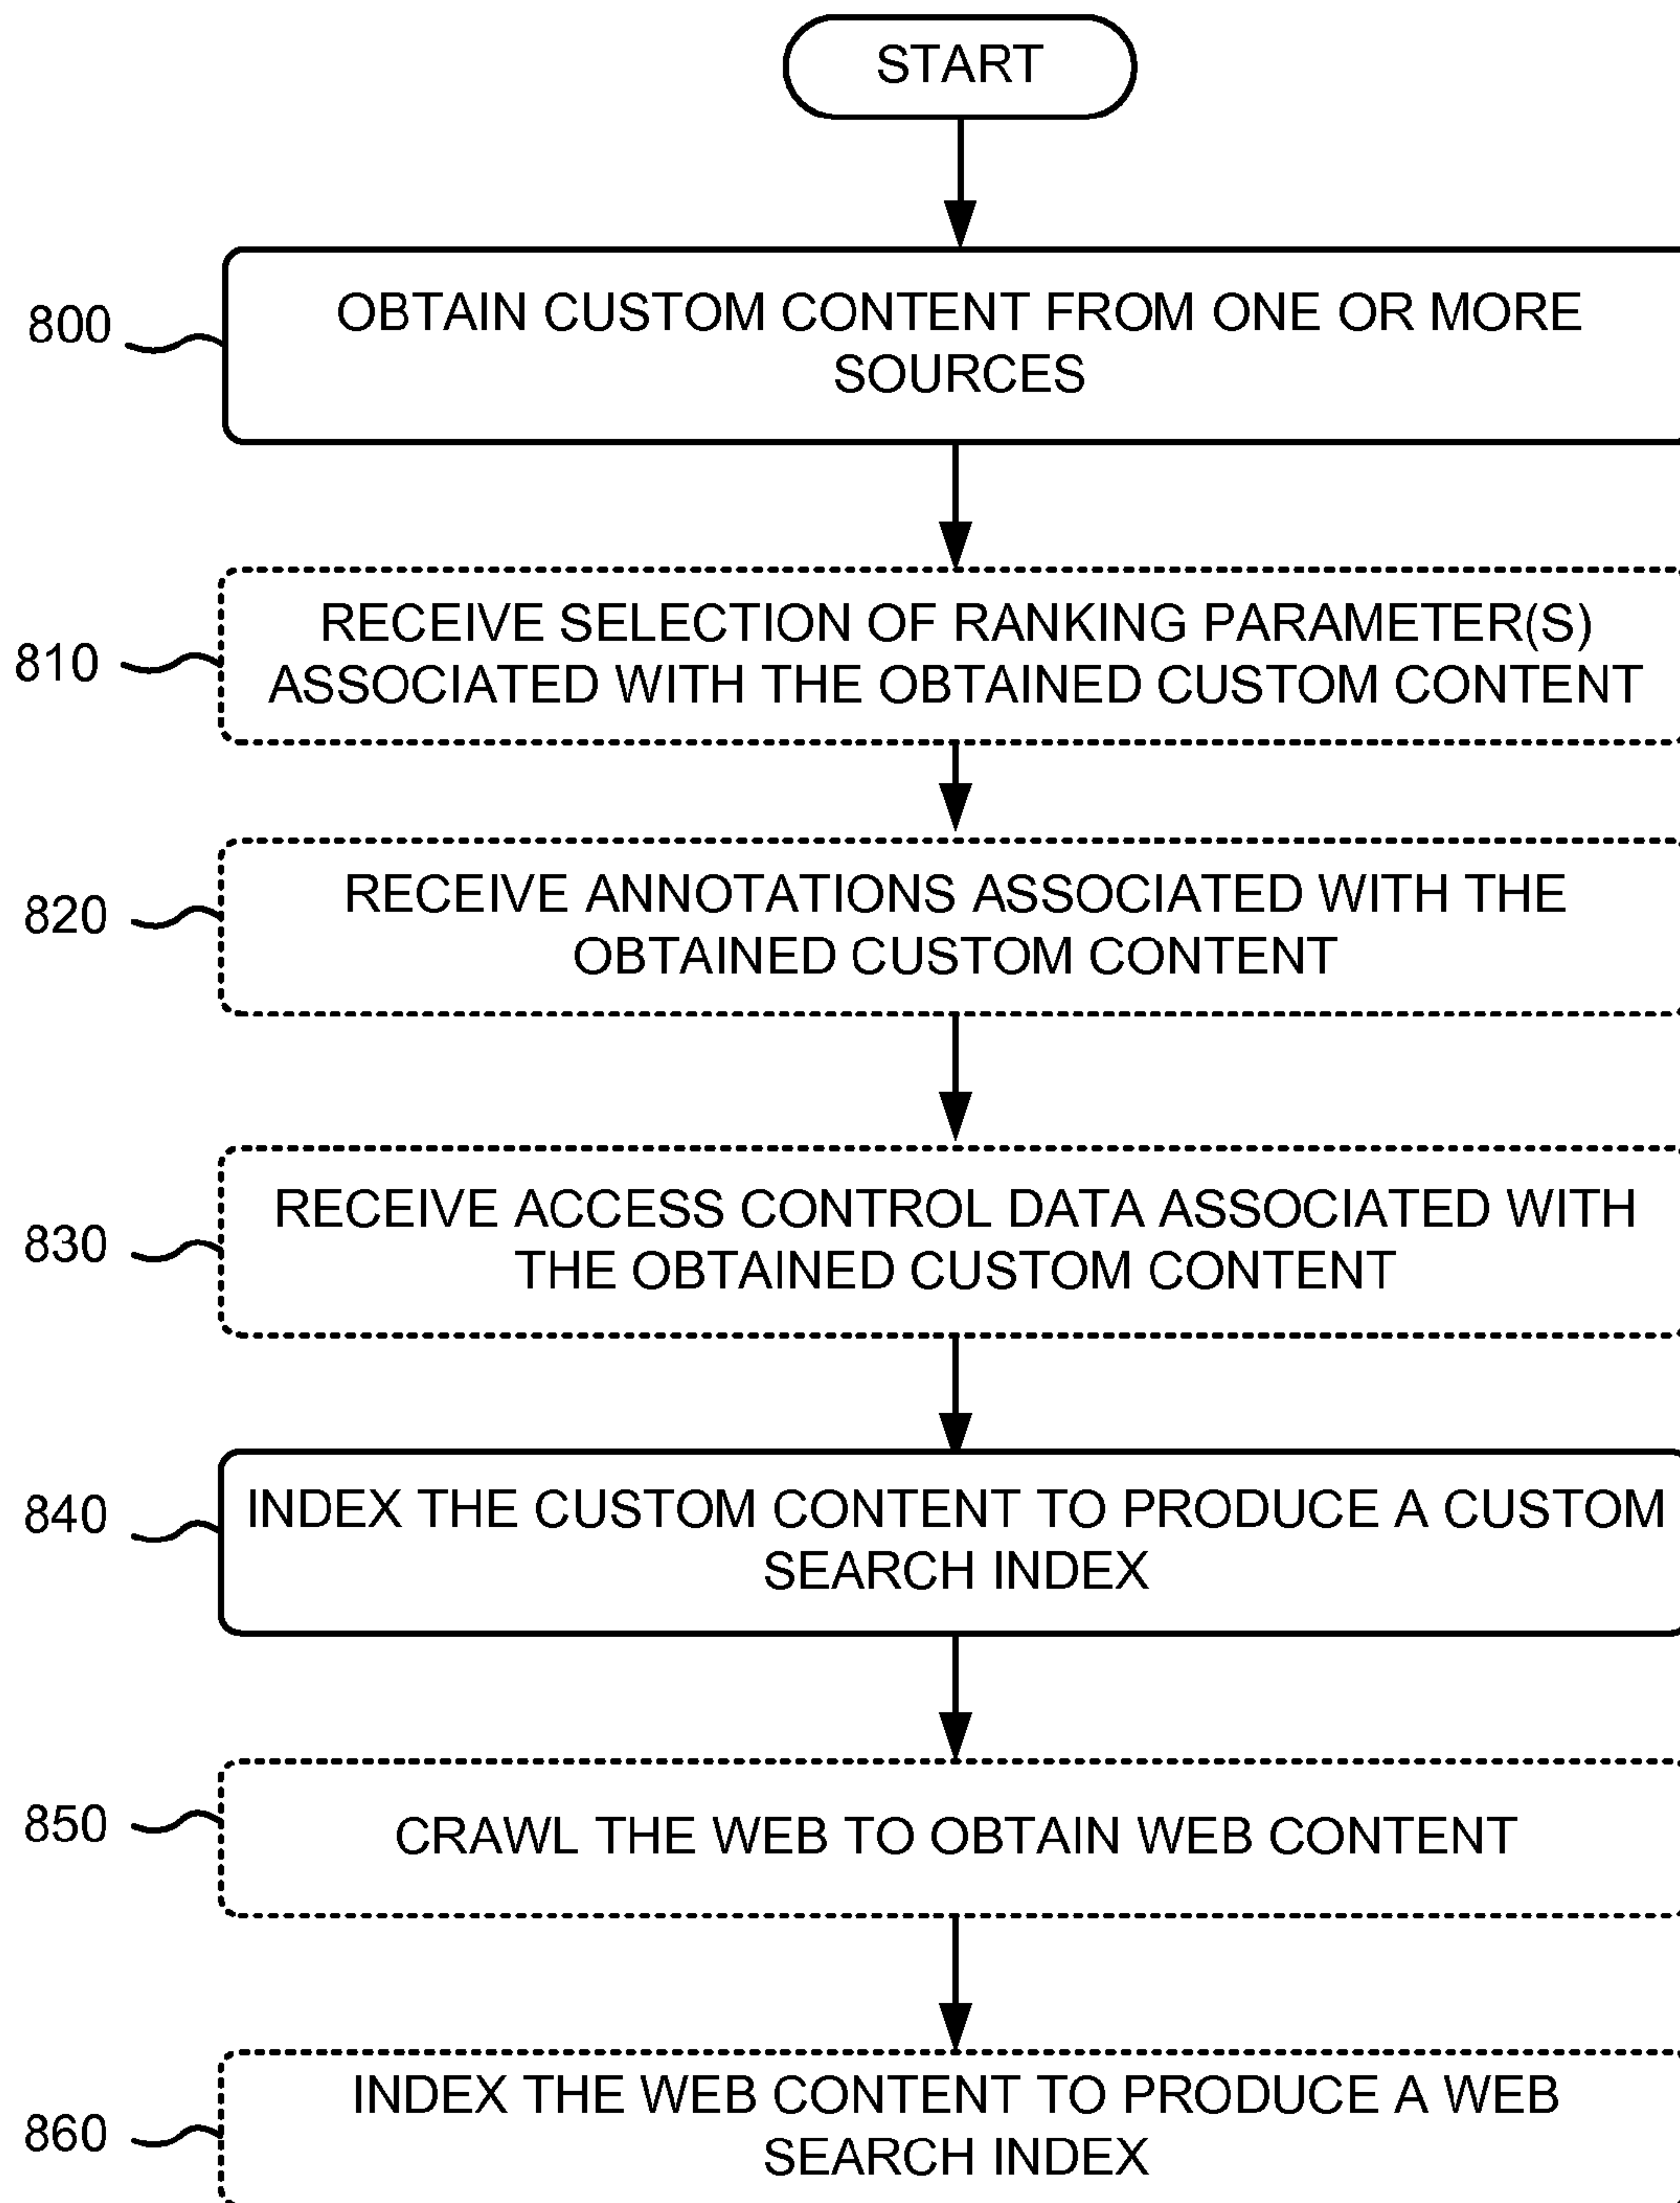 START
800
OBTAIN CUSTOM CONTENT FROM ONE OR MORE
SOURCES
810
RECEIVE SELECTION OF RANKING PARAMETER(S)
ASSOCIATED WITH THE OBTAINED CUSTOM CONTENT
820
RECEIVE ANNOTATIONS ASSOCIATED WITH THE
OBTAINED CUSTOM CONTENT
830
RECEIVE ACCESS CONTROL DATA ASSOCIATED WITH
THE OBTAINED CUSTOM CONTENT
840
INDEX THE CUSTOM CONTENT TO PRODUCE A CUSTOM
SEARCH INDEX
850
CRAWL THE WEB TO OBTAIN WEB CONTENT
860
INDEX THE WEB CONTENT TO PRODUCE A WEB
SEARCH INDEX